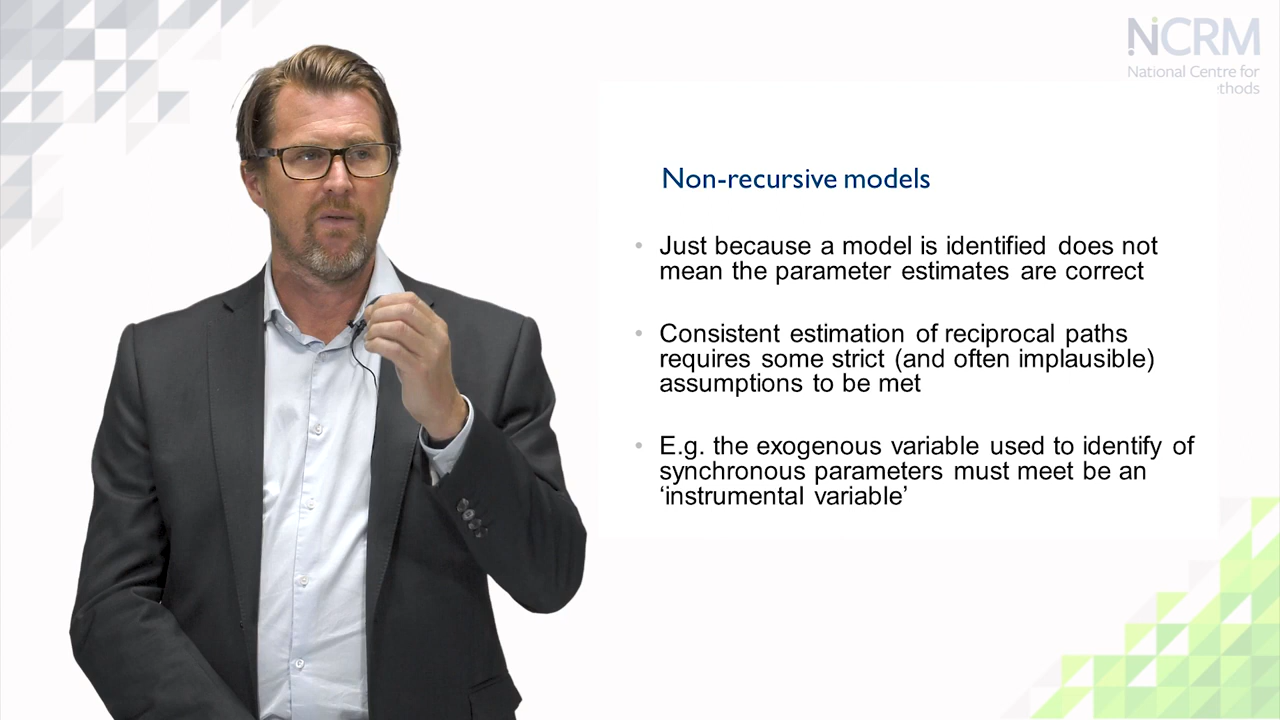 NCRM
National Centre for
thods
Non-recursive models
• Just because a model is identified does not
mean the parameter estimates are correct
• Consistent estimation of reciprocal paths
requires some strict (and often implausible)
assumptions to be met
• E.g. the exogenous variable used to identify of
synchronous parameters must meet be an
‘instrumental variable’